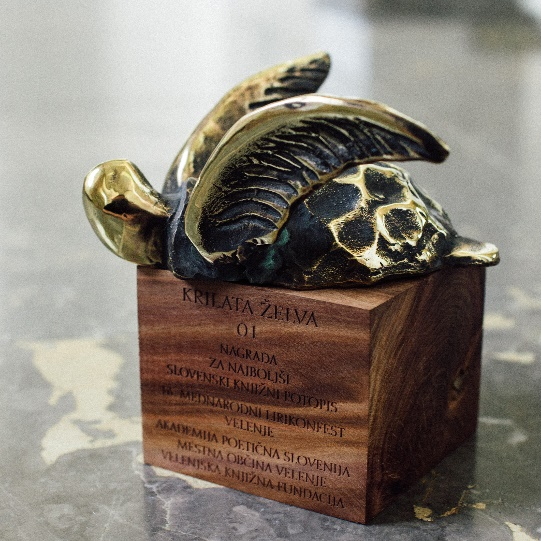 KRILATA ŽELVA
01
NAGRADA
ZA NAJBOLJŠI
SLOVENSKI KNJIŽNI POTOPIS
16. MEDNARODNI LIRIKONFEST
VELENJE
AKADEMIJA POETIČNA SLOVENIJA
MESTNA OBČINA VELENJE
VELENJSKA KNJIŽNA FUNDACIJA